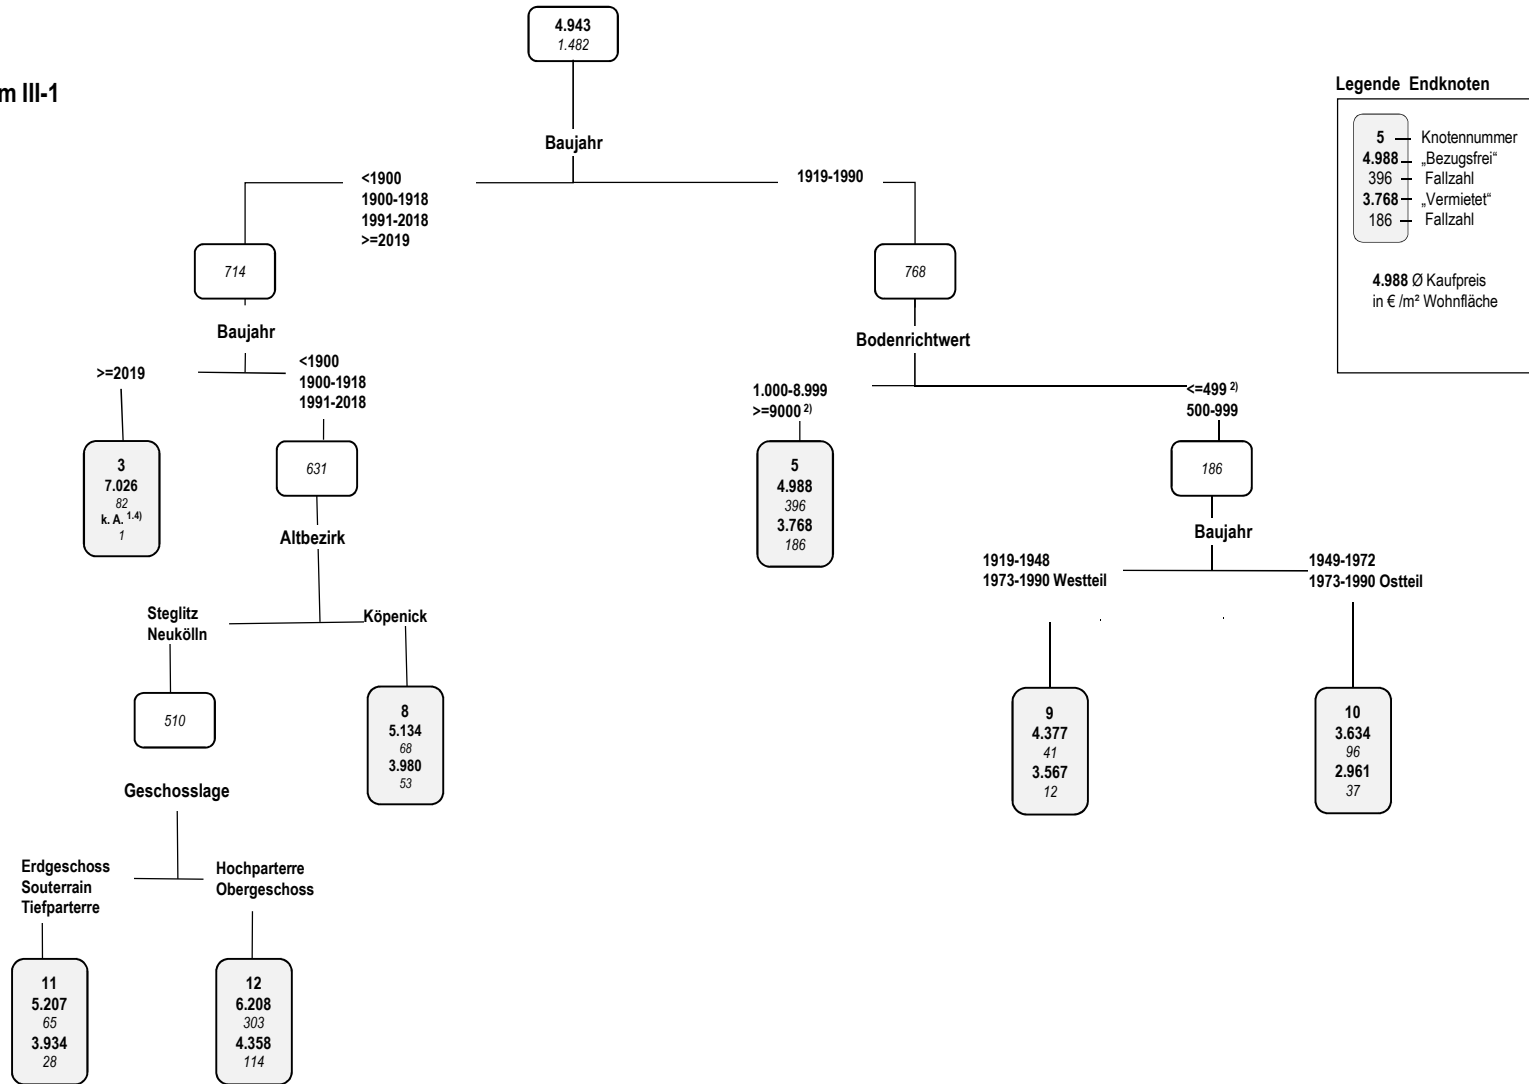 m III-1
4.943
1.482
Baujahr
<1900
1900-1918
1991-2018
>=2019
1919-1990
714
768
Baujahr
Bodenrichtwert
>=2019
<1900
1900-1918
1991-2018
1.000-8.999
>=9000 2)
<=499 2)
500-999
3
7.026
82
k. A. 1.4)
1
631
5
4.988
396
3.768
186
186
Altbezirk
Baujahr
1919-1948
1973-1990 Westteil
1949-1972
1973-1990 Ostteil
Steglitz
Neukölln
Köpenick
510
8
5.134
68
3.980
53
9
4.377
41
3.567
12
10
3.634
96
2.961
37
Geschosslage
Erdgeschoss
Souterrain
Tiefparterre
Hochparterre
Obergeschoss
11
5.207
65
3.934
28
12
6.208
303
4.358
114
Legende Endknoten
5 Knotennummer
4.988 „Bezugsfrei“
396 Fallzahl
3.768 „Vermietet“
186 Fallzahl
4.988 Ø Kaufpreis
in € /m² Wohnfläche